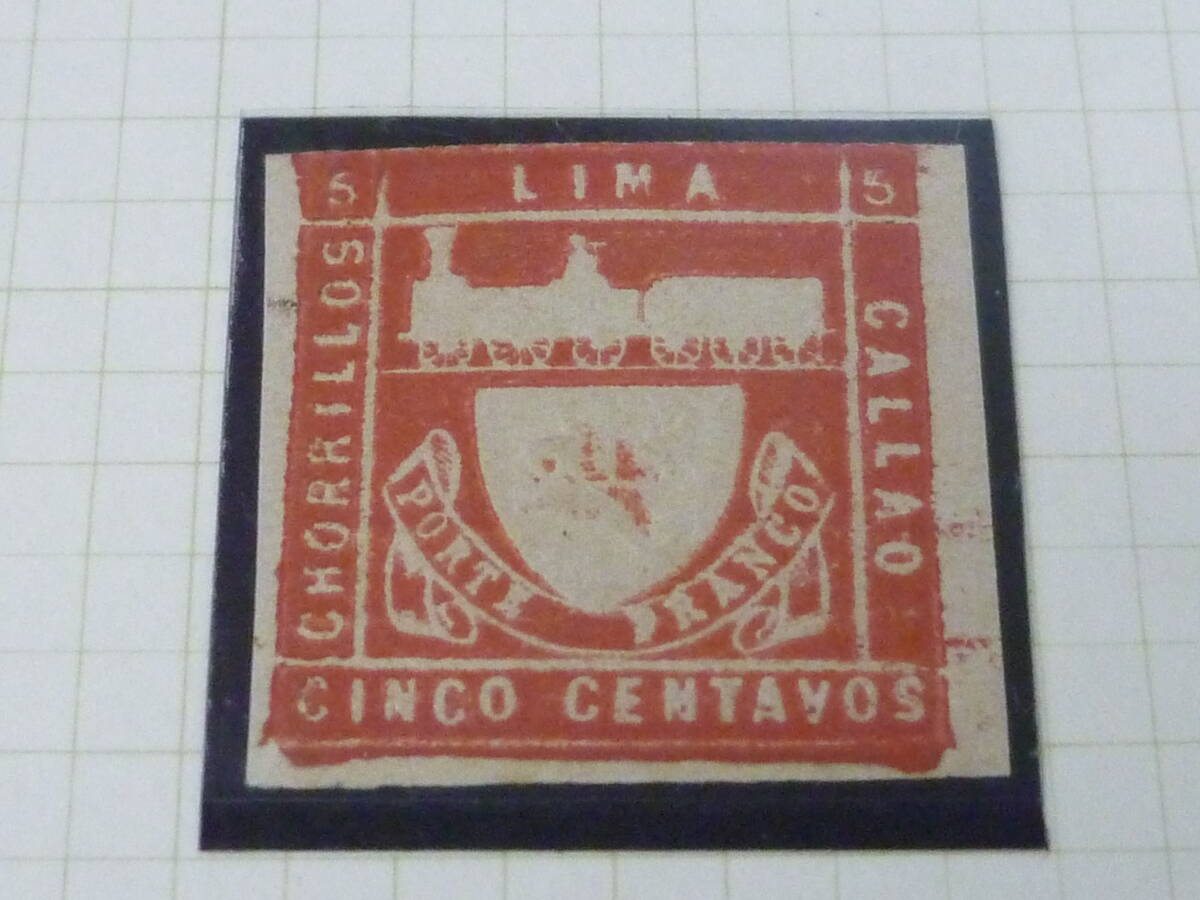 5 LIMA 5
CHORRILLOS
CALLAO
PORTE FRANCO
CINCO CENTAVOS